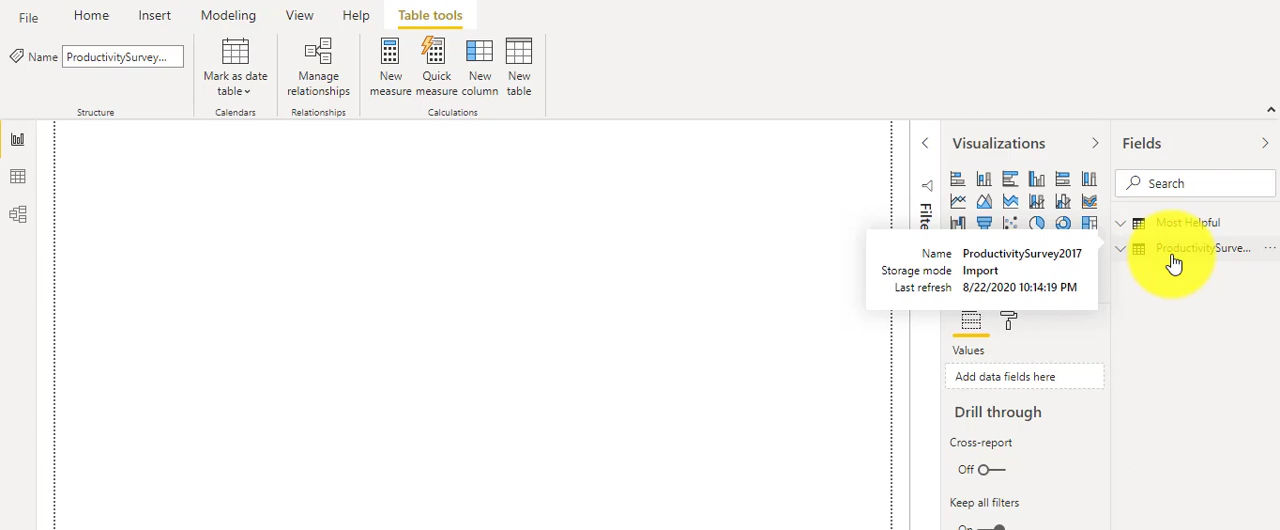 File
Home
Insert
Modeling
View
Help
Table tools
Name
ProductivitySurvey...
Mark as date
table
Manage
relationships
New
measure
Quick
measure
New
column
New
table
Structure
Calendars
Relationships
Calculations
Visualizations
Fields
Search
Filte
Most Helpful
ProductivitySurve...
Name ProductivitySurvey2017
Storage mode Import
Last refresh 8/22/2020 10:14:19 PM
Values
Add data fields here
Drill through
Cross-report
Off
Keep all filters
On